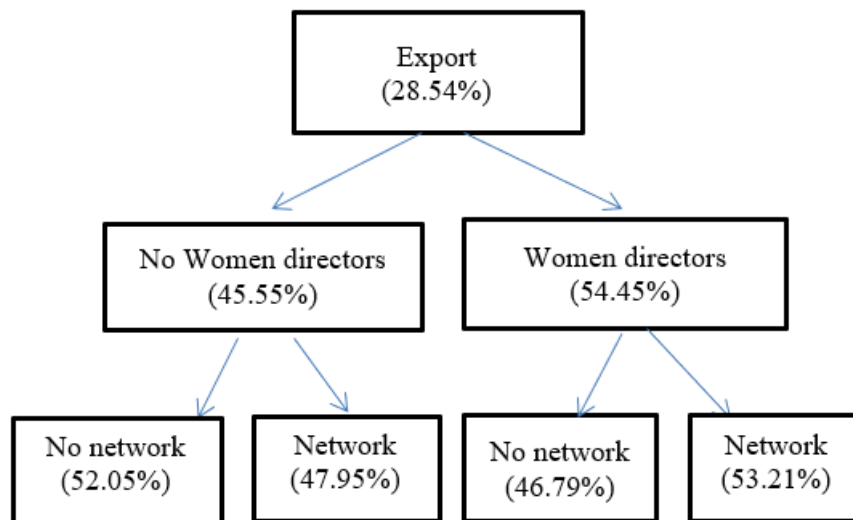 Export
(28.54%)
No Women directors
(45.55%)
Women directors
(54.45%)
No network
(52.05%)
Network
(47.95%)
No network
(46.79%)
Network
(53.21%)